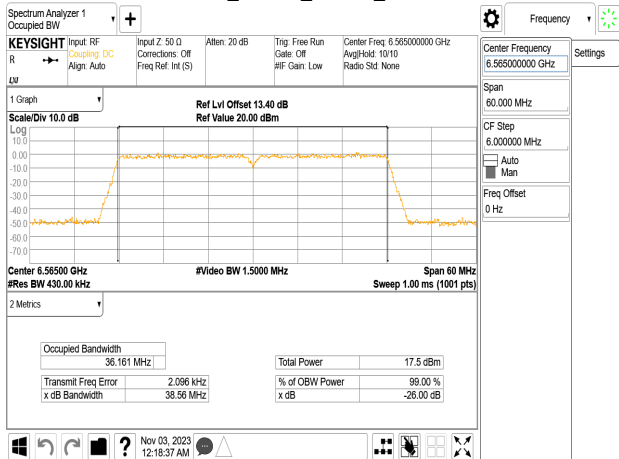 Spectrum Analyzer 1
Occupied BW
Frequency
KEYSIGHT
R
Input: RF
Coupling: DC
Align: Auto
Input Z: 50 Ω
Corrections: Off
Freq Ref: Int (S)
Atten: 20 dB
Trig: Free Run
Gate: Off
#IF Gain: Low
Center Freq: 6.565000000 GHz
Avg|Hold: 10/10
Radio Std: None
Center Frequency
6.565000000 GHz
Settings
Span
60.000 MHz
CF Step
6.000000 MHz
Auto
Man
Freq Offset
0 Hz
1 Graph
Ref Lvl Offset 13.40 dB
Scale/Div 10.0 dB
Ref Value 20.00 dBm
Log
10.0
0.00
-10.0
-20.0
-30.0
-40.0
-50.0
-60.0
-70.0
Center 6.56500 GHz
#Video BW 1.5000 MHz
Span 60 MHz
#Res BW 430.00 kHz
Sweep 1.00 ms (1001 pts)
2 Metrics
Occupied Bandwidth
36.161 MHz
Total Power 17.5 dBm
Transmit Freq Error 2.096 kHz
% of OBW Power 99.00 %
x dB Bandwidth 38.56 MHz
x dB -26.00 dB
?
Nov 03, 2023
12:18:37 AM